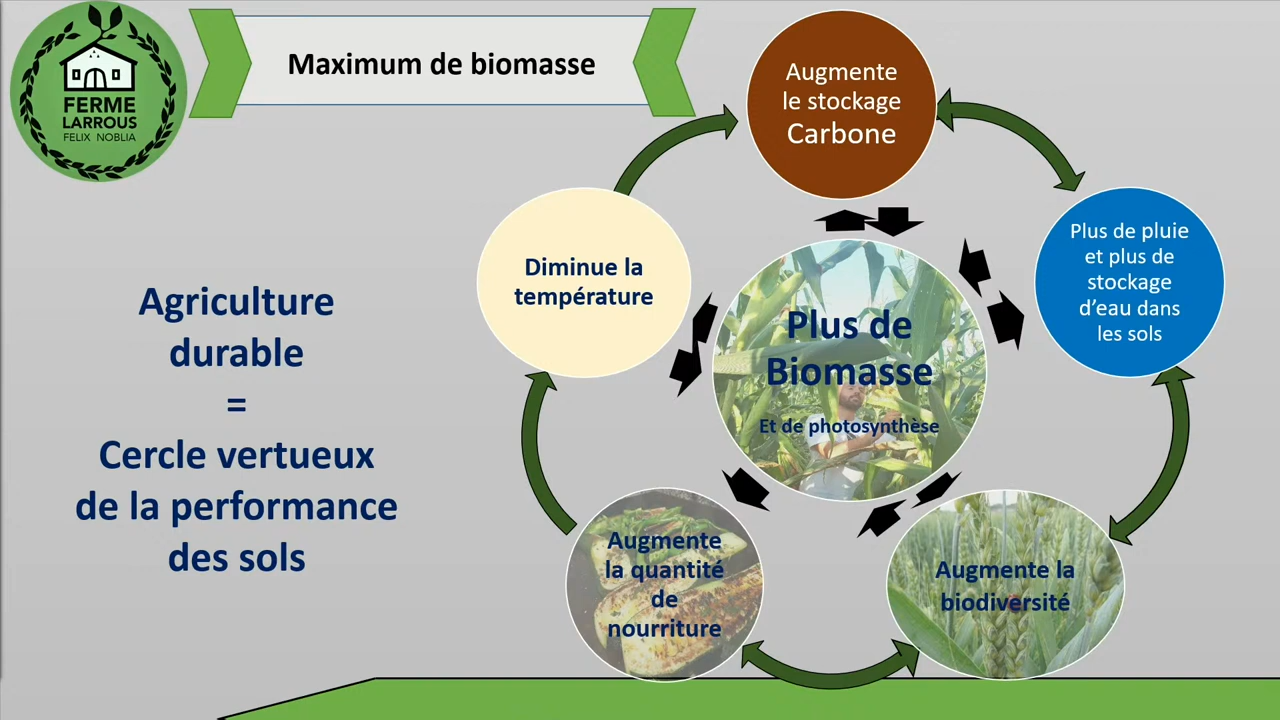 FERME
LARROUS
FELIX NOBLIA
Maximum de biomasse
Agriculture
durable
=
Cercle vertueux
de la performance
des sols
Augmente
le stockage
Carbone
Plus de pluie
et plus de
stockage
d'eau dans
les sols
Diminue la
température
Plus de
Biomasse
Et de photosynthèse
Augmente
la quantité
de
nourriture
Augmente la
biodiversité